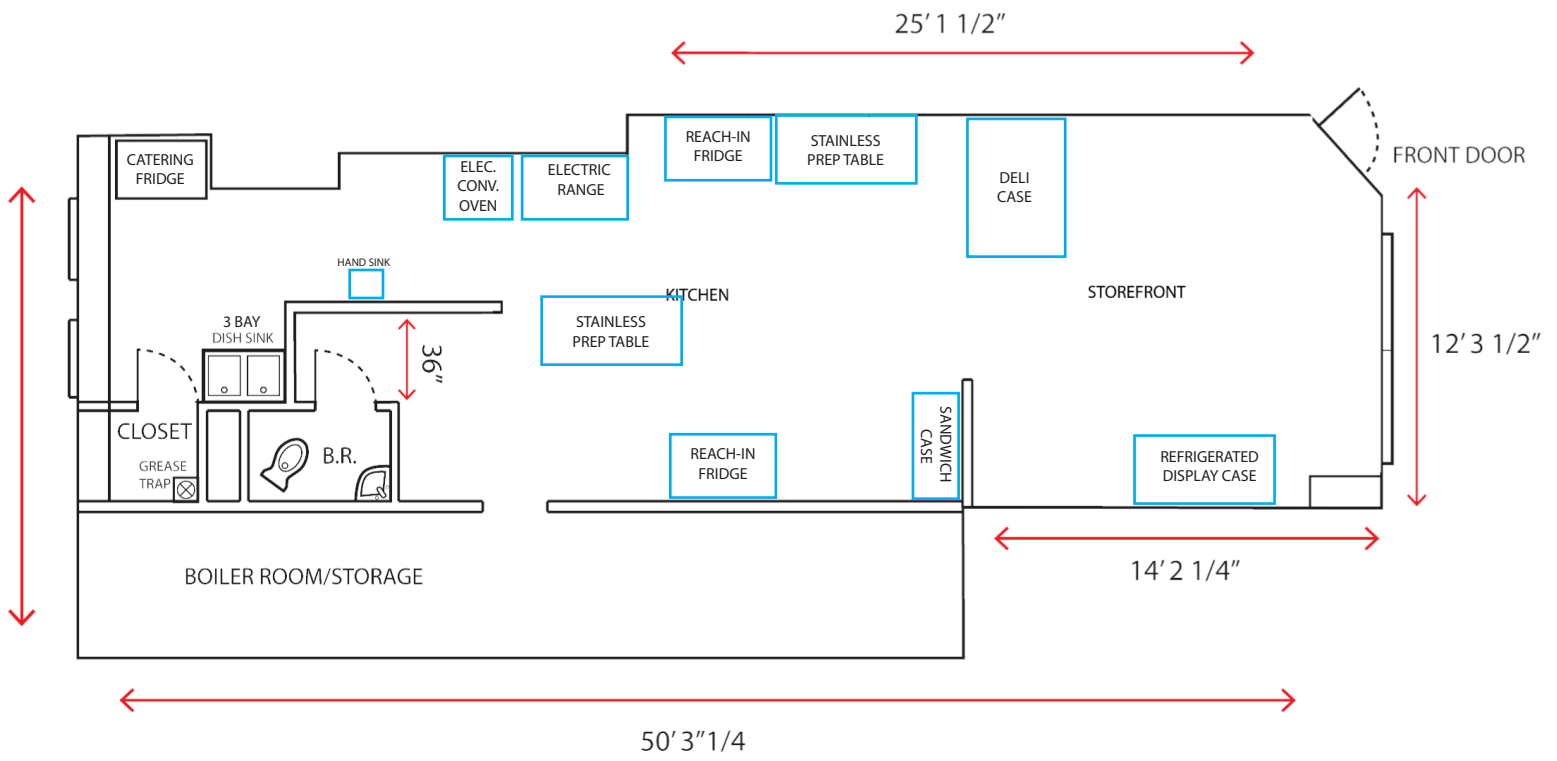 25' 1 1/2"
FRONT DOOR
CATERING
FRIDGE
ELEC.
CONV.
OVEN
ELECTRIC
RANGE
REACH-IN
FRIDGE
STAINLESS
PREP TABLE
DELI
CASE
HAND SINK
KITCHEN
STOREFRONT
3 BAY
DISH SINK
36"
STAINLESS
PREP TABLE
12' 3 1/2"
CLOSET
GREASE
TRAP
B.R.
REACH-IN
FRIDGE
SANDWICH
CASE
REFRIGERATED
DISPLAY CASE
BOILER ROOM/STORAGE
14' 2 1/4"
50' 3"1/4